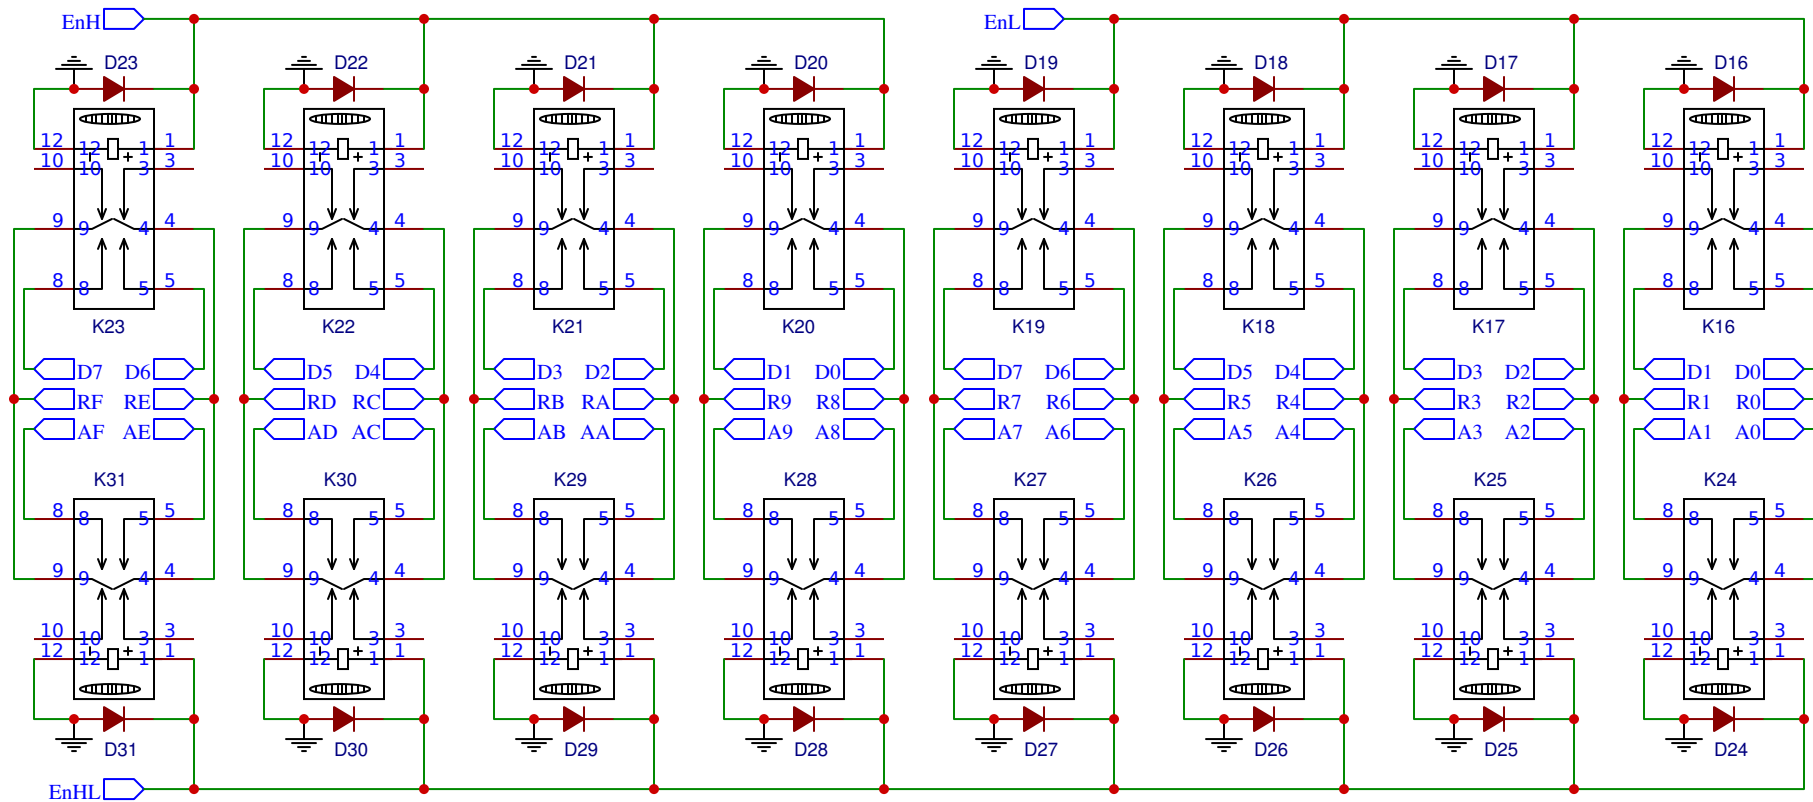 EnH EnL
D23 D22 D21 D20 D19 D18 D17 D16
12 12 1 1 12 12 1 1 12 12 1 1 12 12 1 1 12 12 1 1 12 12 1 1 12 12 1 1 12 12 1 1
10 10 3 3 10 10 3 3 10 10 3 3 10 10 3 3 10 10 3 3 10 10 3 3 10 10 3 3 10 10 3 3
9 9 4 4 9 9 4 4 9 9 4 4 9 9 4 4 9 9 4 4 9 9 4 4 9 9 4 4 9 9 4 4
8 8 5 5 8 8 5 5 8 8 5 5 8 8 5 5 8 8 5 5 8 8 5 5 8 8 5 5 8 8 5 5
K23 K22 K21 K20 K19 K18 K17 K16
D7 D6 D5 D4 D3 D2 D1 D0 D7 D6 D5 D4 D3 D2 D1 D0
RF RE RD RC RB RA R9 R8 R7 R6 R5 R4 R3 R2 R1 R0
AF AE AD AC AB AA A9 A8 A7 A6 A5 A4 A3 A2 A1 A0
K31 K30 K29 K28 K27 K26 K25 K24
8 8 5 5 8 8 5 5 8 8 5 5 8 8 5 5 8 8 5 5 8 8 5 5 8 8 5 5 8 8 5 5
9 9 4 4 9 9 4 4 9 9 4 4 9 9 4 4 9 9 4 4 9 9 4 4 9 9 4 4 9 9 4 4
10 10 3 3 10 10 3 3 10 10 3 3 10 10 3 3 10 10 3 3 10 10 3 3 10 10 3 3 10 10 3 3
12 12 1 1 12 12 1 1 12 12 1 1 12 12 1 1 12 12 1 1 12 12 1 1 12 12 1 1 12 12 1 1
D31 D30 D29 D28 D27 D26 D25 D24
EnHL